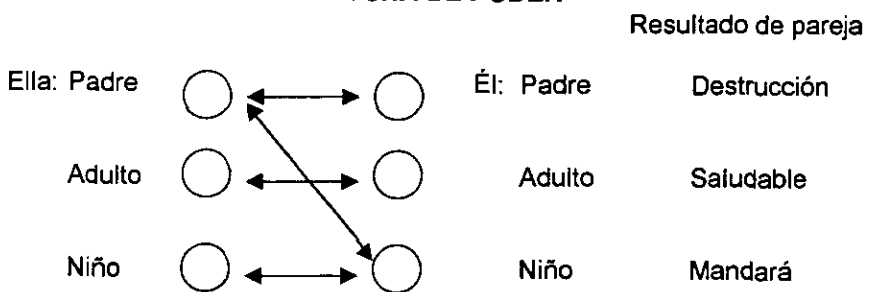 Resultado de pareja
Ella: Padre Él: Padre Destrucción
Adulto Adulto Saludable
Niño Niño Mandará